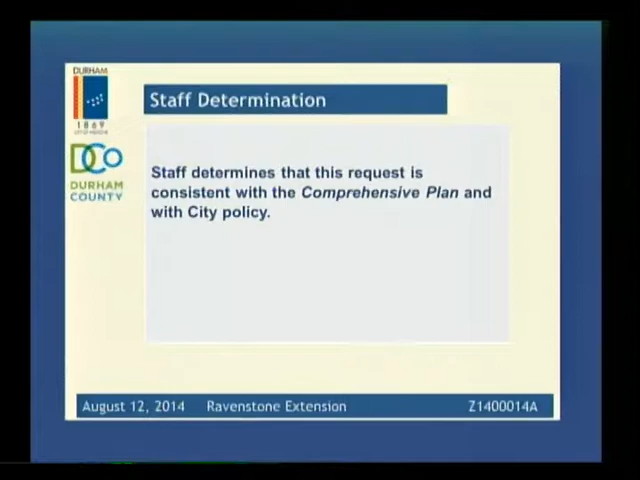 DURHAM
1869
DCo
DURHAM
COUNTY
Staff Determination
Staff determines that this request is
consistent with the Comprehensive Plan and
with City policy.
August 12, 2014 Ravenstone Extension Z1400014A